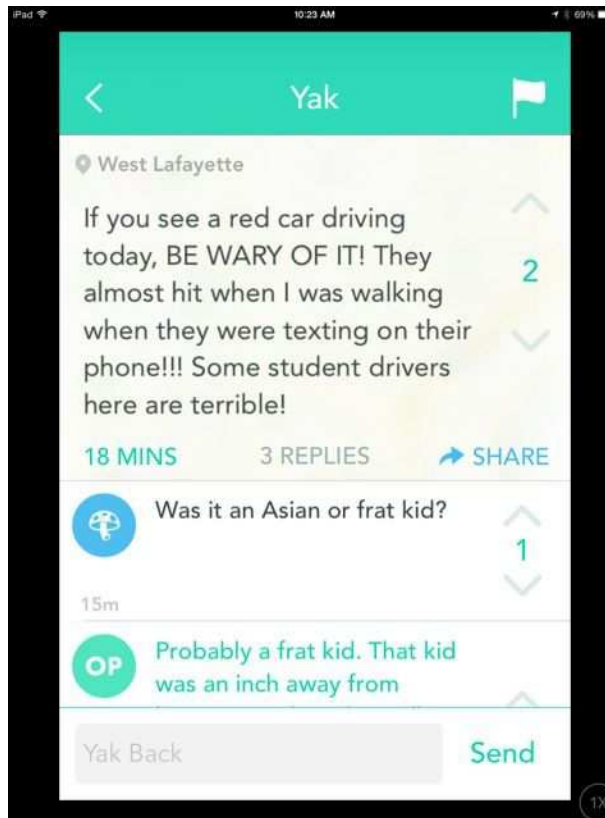 iPad 10:23 AM 69%
Yak
West Lafayette
If you see a red car driving
today, BE WARY OF IT! They
almost hit when I was walking
when they were texting on their
phone!!! Some student drivers
here are terrible!
2
18 MINS 3 REPLIES SHARE
Was it an Asian or frat kid?
1
15m
OP
Probably a frat kid. That kid
was an inch away from
Yak Back Send
1X